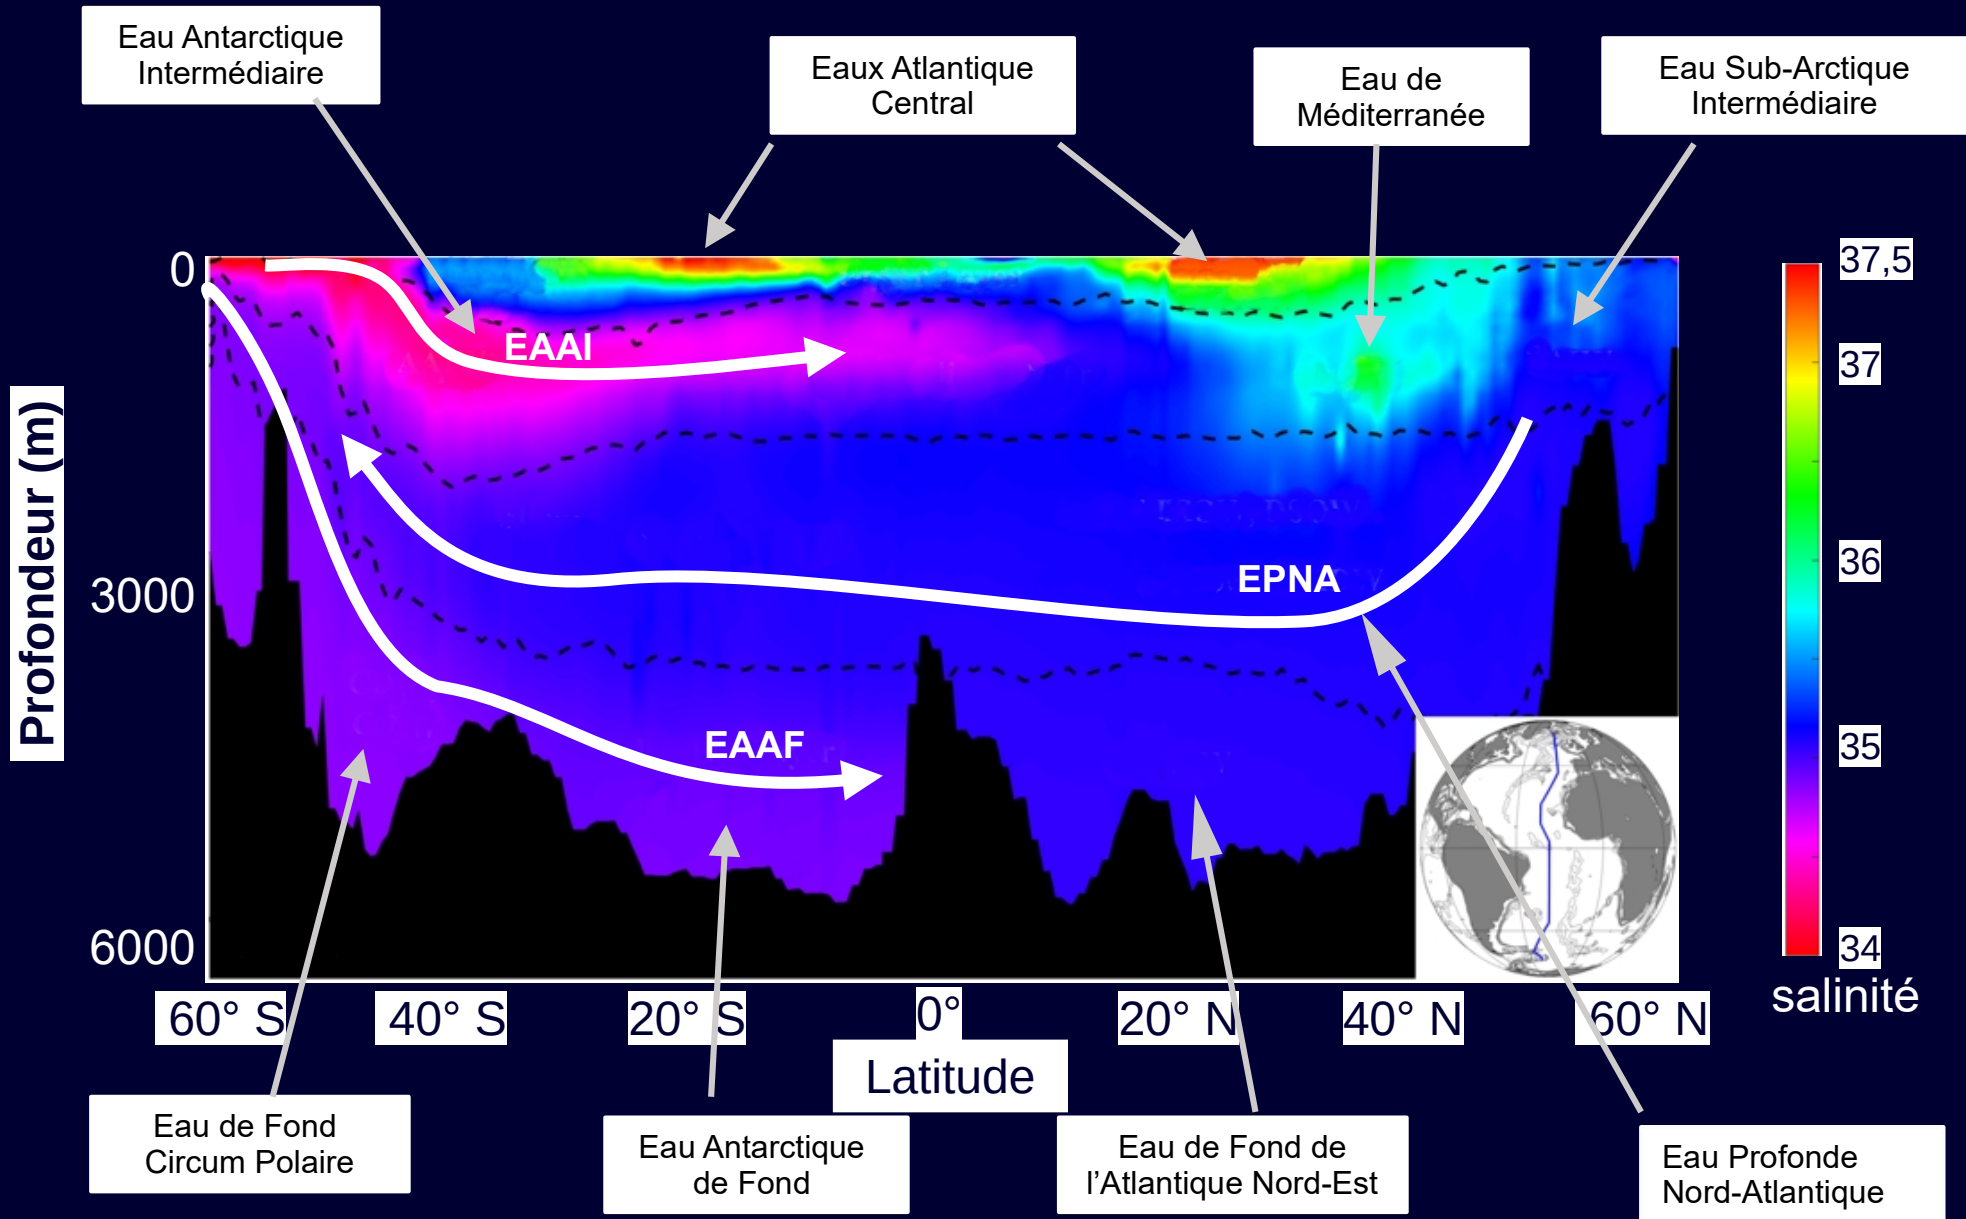 Eau Antarctique
Intermédiaire
Eaux Atlantique
Central
Eau de
Méditerranée
Eau Sub-Arctique
Intermédiaire
Profondeur (m)
0
3000
6000
EAAI
EPNA
EAAF
37,5
37
36
35
34
salinité
60° S
40° S
20° S
0°
20° N
40° N
60° N
Latitude
Eau de Fond
Circum Polaire
Eau Antarctique
de Fond
Eau de Fond de
l’Atlantique Nord-Est
Eau Profonde
Nord-Atlantique